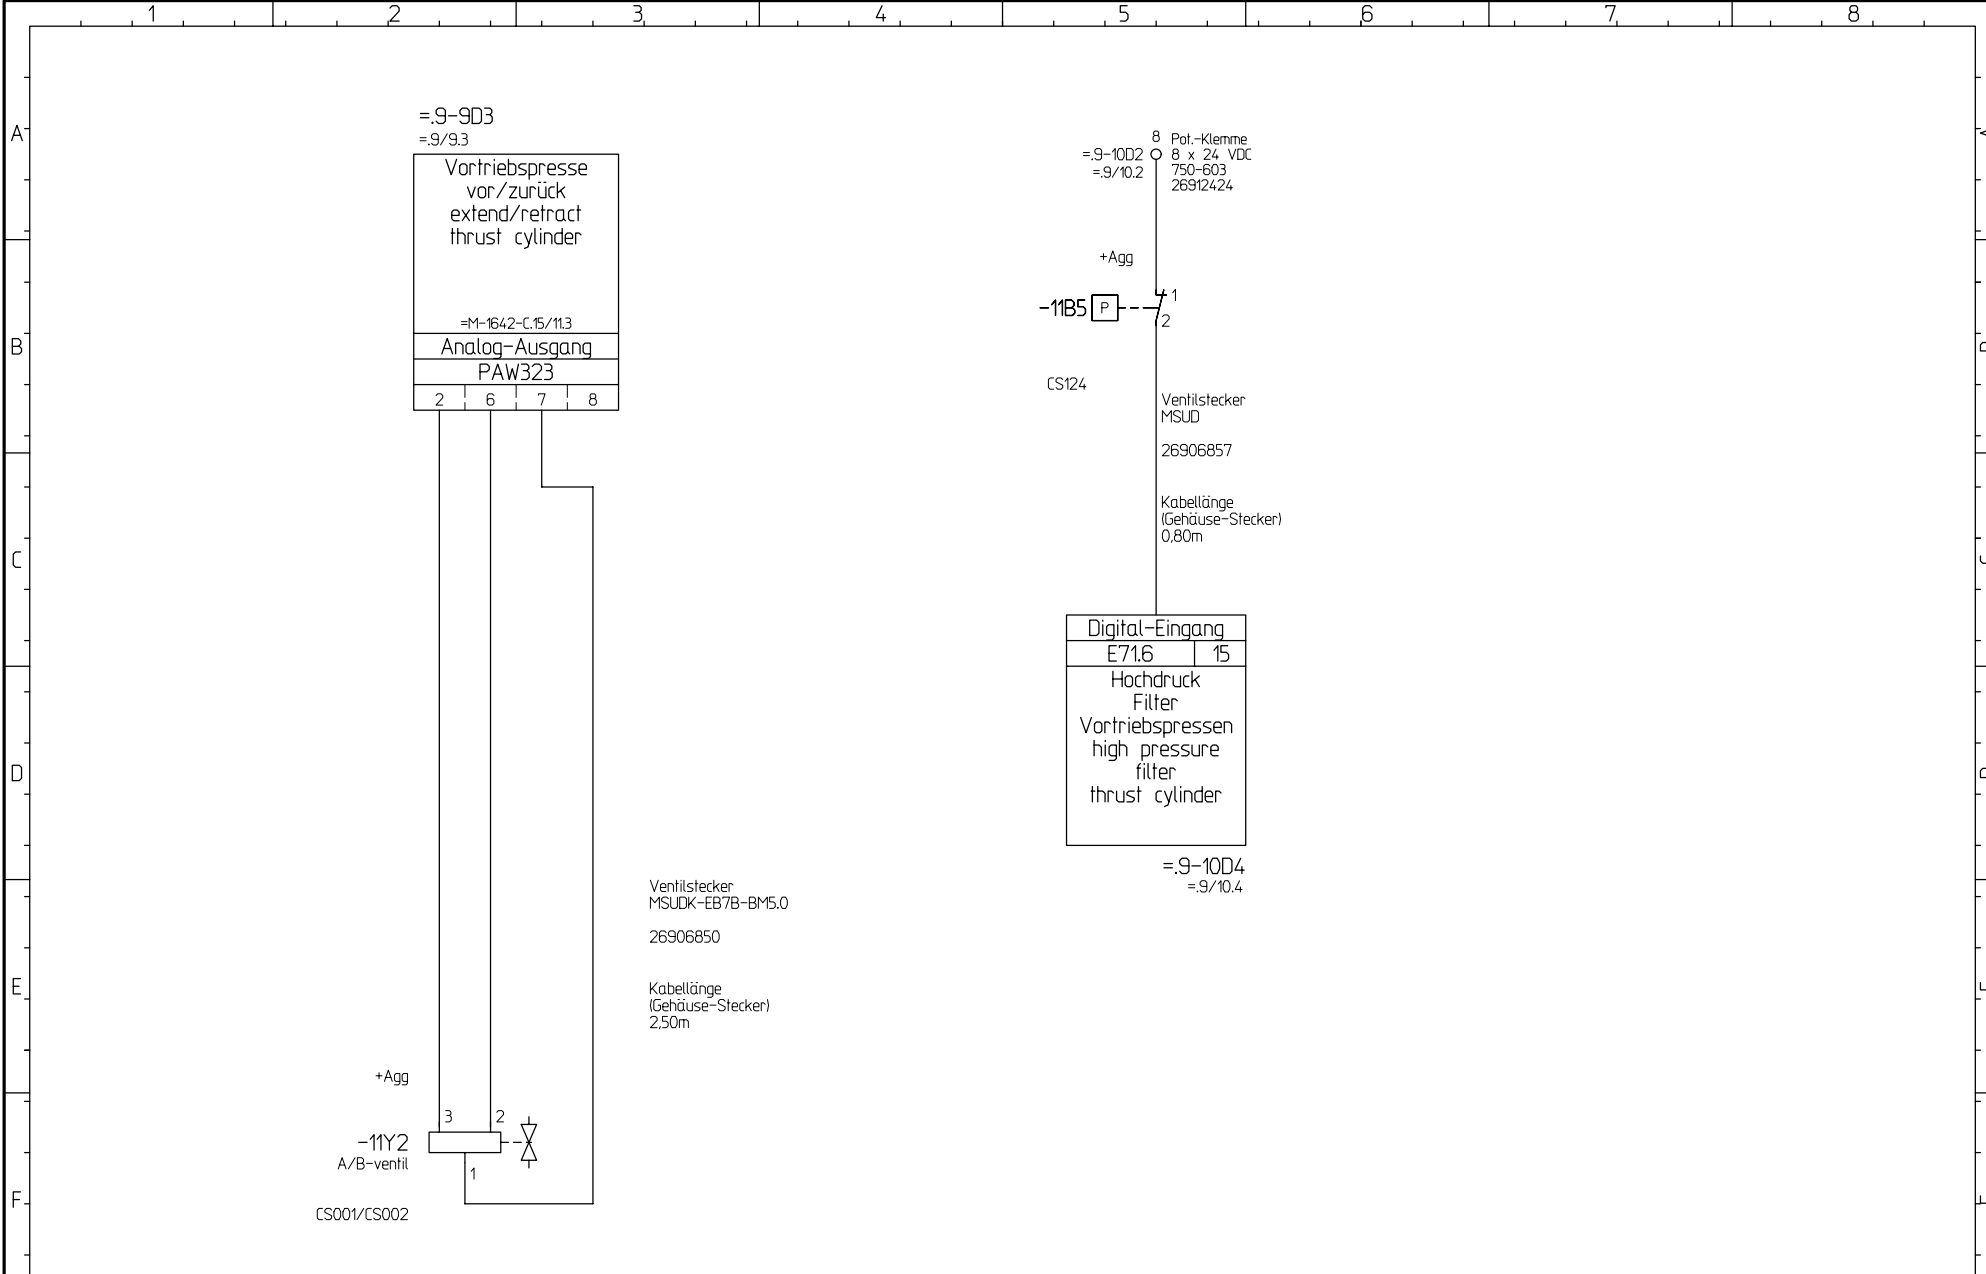 1 2 3 4 5 6 7 8
A
B
C
D
E
F
=.9-9D3
=.9/9.3
Vortriebspresse
vor/zurück
extend/retract
thrust cylinder
=M-1642-C.15/11.3
Analog-Ausgang
PAW323
2 6 7 8
Ventilstecker
MSUDK-EB7B-BM5.0
26906850
Kabellänge
(Gehäuse-Stecker)
2,50m
+Agg
3 2
-11Y2
A/B-ventil
1
CS001/CS002
8 Pot.-Klemme
=.9-10D2 8 x 24 VDC
=.9/10.2 750-603
26912424
+Agg
1
-11B5 P
2
CS124
Ventilstecker
MSUD
26906857
Kabellänge
(Gehäuse-Stecker)
0,80m
Digital-Eingang
E71.6 15
Hochdruck
Filter
Vortriebspressen
high pressure
filter
thrust cylinder
=.9-10D4
=.9/10.4